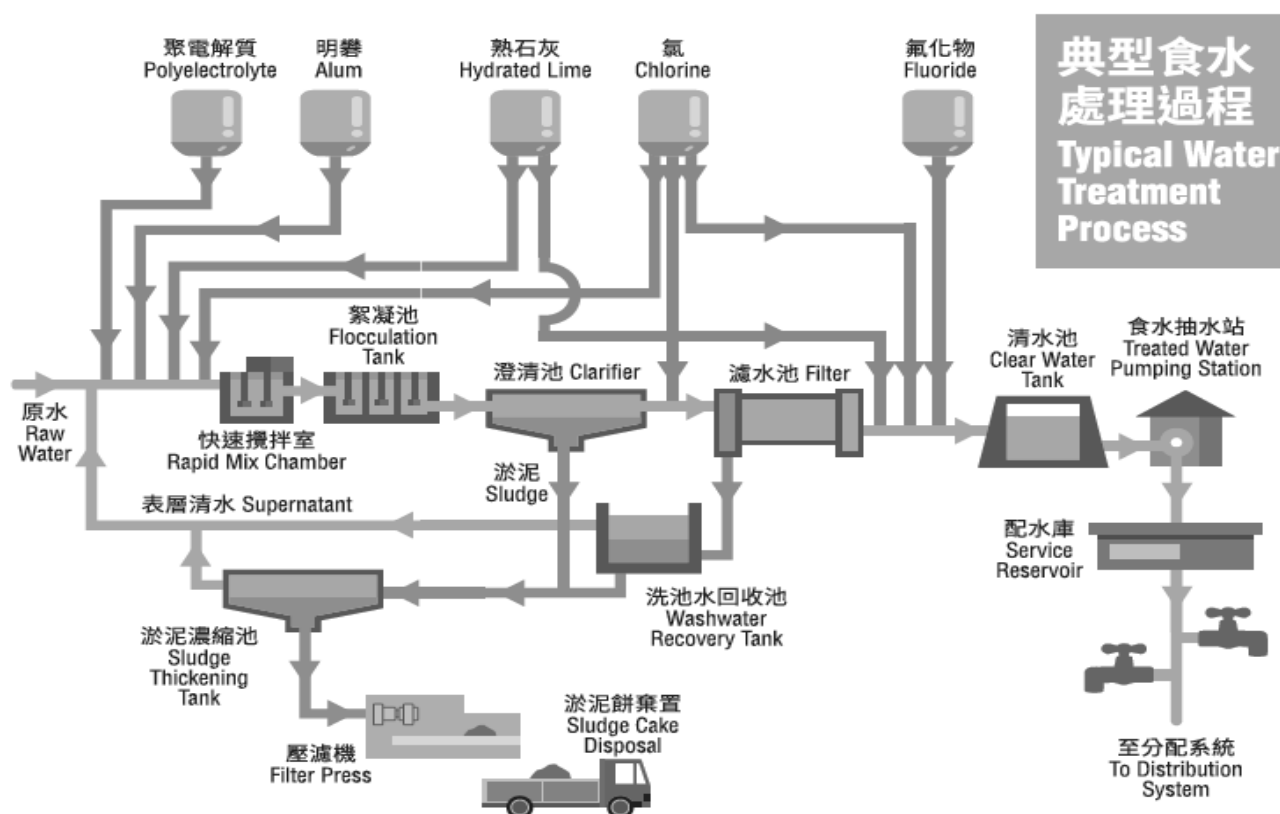 聚電解質
Polyelectrolyte
明礬
Alum
熟石灰
Hydrated Lime
氯
Chlorine
氟化物
Fluoride
典型食水
處理過程
Typical Water
Treatment
Process
原水
Raw
Water
快速攪拌室
Rapid Mix Chamber
絮凝池
Flocculation
Tank
澄清池 Clarifier
濾水池 Filter
清水池
Clear Water
Tank
食水抽水站
Treated Water
Pumping Station
淤泥
Sludge
表層清水 Supernatant
配水庫
Service
Reservoir
洗池水回收池
Washwater
Recovery Tank
淤泥濃縮池
Sludge
Thickening
Tank
壓濾機
Filter Press
淤泥餅棄置
Sludge Cake
Disposal
至分配系統
To Distribution
System